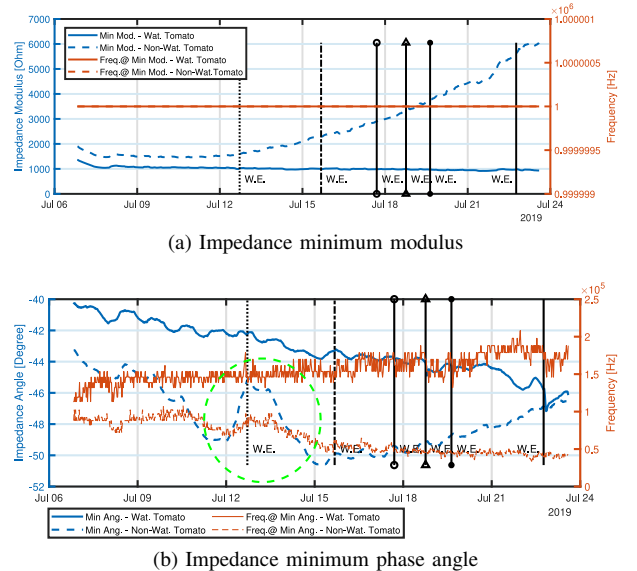 ×10⁶
7000
6000
5000
4000
3000
2000
1000
0
Impedance Modulus [Ohm]
Min Mod. - Wat. Tomato
Min Mod. - Non-Wat. Tomato
Freq.@ Min Mod. - Wat. Tomato
Freq.@ Min Mod. - Non-Wat.Tomato
1.000001
1.0000005
1
0.9999995
0.999999
Frequency [Hz]
W.E. W.E. W.E. W.E. W.E. W.E.
Jul 06 Jul 09 Jul 12 Jul 15 Jul 18 Jul 21 Jul 24
2019
(a) Impedance minimum modulus
×10⁵
-40
-42
-44
-46
-48
-50
-52
Impedance Angle [Degree]
2.5
2
1.5
1
0.5
0
Frequency [Hz]
W.E. W.E. W.E. W.E. W.E. W.E.
Jul 06 Jul 09 Jul 12 Jul 15 Jul 18 Jul 21 Jul 24
2019
Min Ang. - Wat. Tomato Freq.@ Min Ang. - Wat. Tomato
Min Ang. - Non-Wat. Tomato Freq.@ Min Ang. - Non-Wat. Tomato
(b) Impedance minimum phase angle